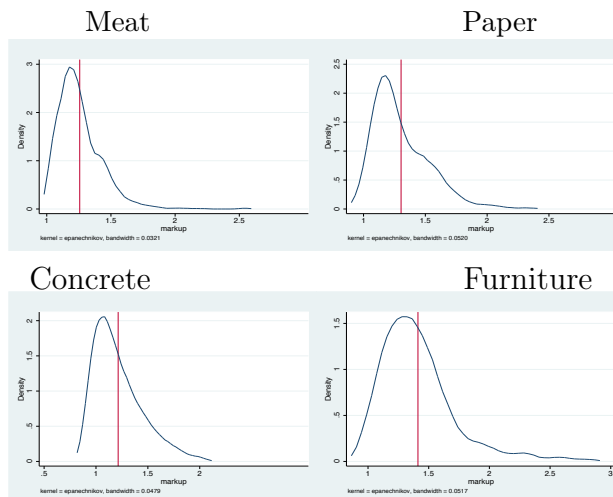 Meat
Paper
Density
0
1
2
3
1
1.5
2
2.5
markup
kernel = epanechnikov, bandwidth = 0.0321
Density
0
.5
1
1.5
2
2.5
1
1.5
2
2.5
markup
kernel = epanechnikov, bandwidth = 0.0520
Concrete
Furniture
Density
0
.5
1
1.5
2
.5
1
1.5
2
markup
kernel = epanechnikov, bandwidth = 0.0479
Density
0
.5
1
1.5
1
1.5
2
2.5
3
markup
kernel = epanechnikov, bandwidth = 0.0517